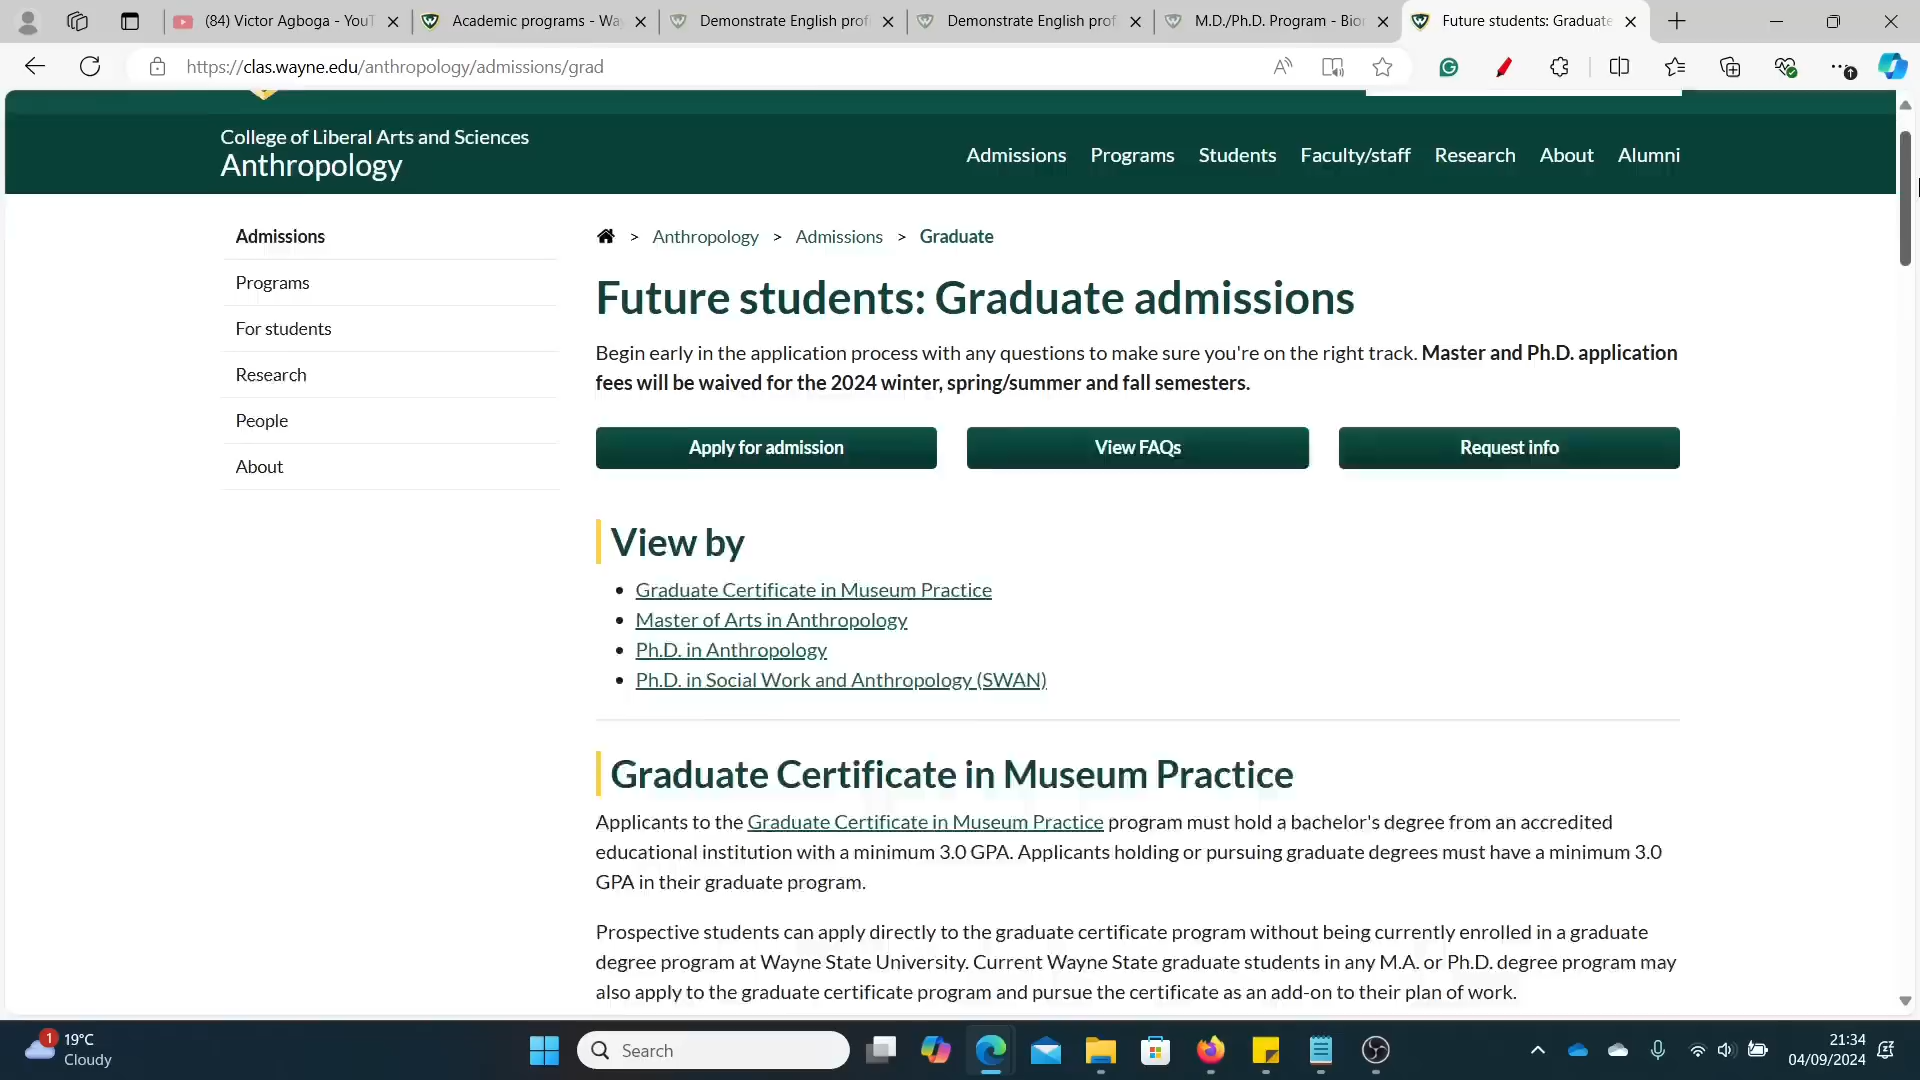 (84) Victor Agboga - YouT
Academic programs - Wa
Demonstrate English prof
Demonstrate English prof
M.D./Ph.D. Program - Bio
Future students: Graduate
https://clas.wayne.edu/anthropology/admissions/grad
College of Liberal Arts and Sciences
Anthropology
Admissions Programs Students Faculty/staff Research About Alumni
Admissions
Programs
For students
Research
People
About
> Anthropology > Admissions > Graduate
Future students: Graduate admissions
Begin early in the application process with any questions to make sure you're on the right track. Master and Ph.D. application
fees will be waived for the 2024 winter, spring/summer and fall semesters.
Apply for admission
View FAQs
Request info
View by
• Graduate Certificate in Museum Practice
• Master of Arts in Anthropology
• Ph.D. in Anthropology
• Ph.D. in Social Work and Anthropology (SWAN)
Graduate Certificate in Museum Practice
Applicants to the Graduate Certificate in Museum Practice program must hold a bachelor's degree from an accredited
educational institution with a minimum 3.0 GPA. Applicants holding or pursuing graduate degrees must have a minimum 3.0
GPA in their graduate program.
Prospective students can apply directly to the graduate certificate program without being currently enrolled in a graduate
degree program at Wayne State University. Current Wayne State graduate students in any M.A. or Ph.D. degree program may
also apply to the graduate certificate program and pursue the certificate as an add-on to their plan of work.
1
19°C
Cloudy
Search
21:34
04/09/2024